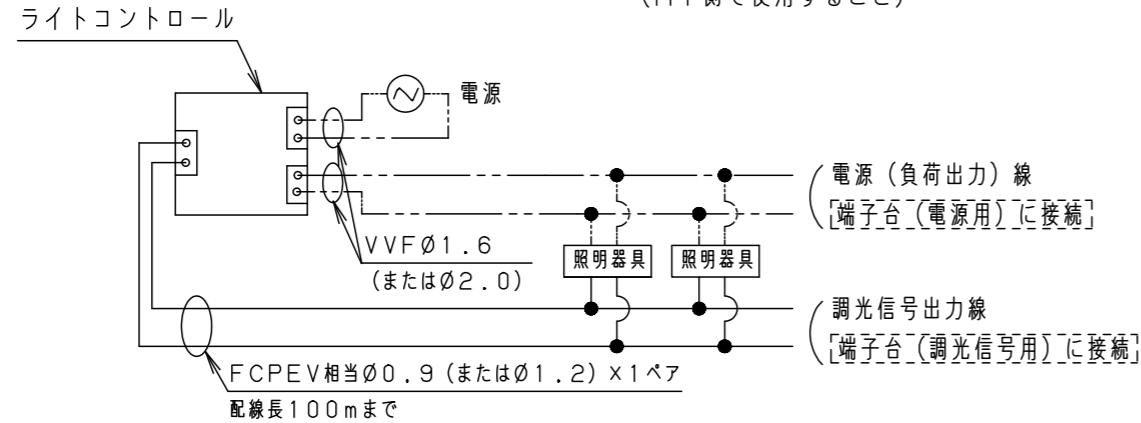 ライトコントロール
電源
電源（負荷出力）線
端子台（電源用）に接続
VVFØ1.6
（またはØ2.0）
照明器具
照明器具
調光信号出力線
端子台（調光信号用）に接続
FCPEV相当Ø0.9（またはØ1.2）×1ペア
配線長100mまで